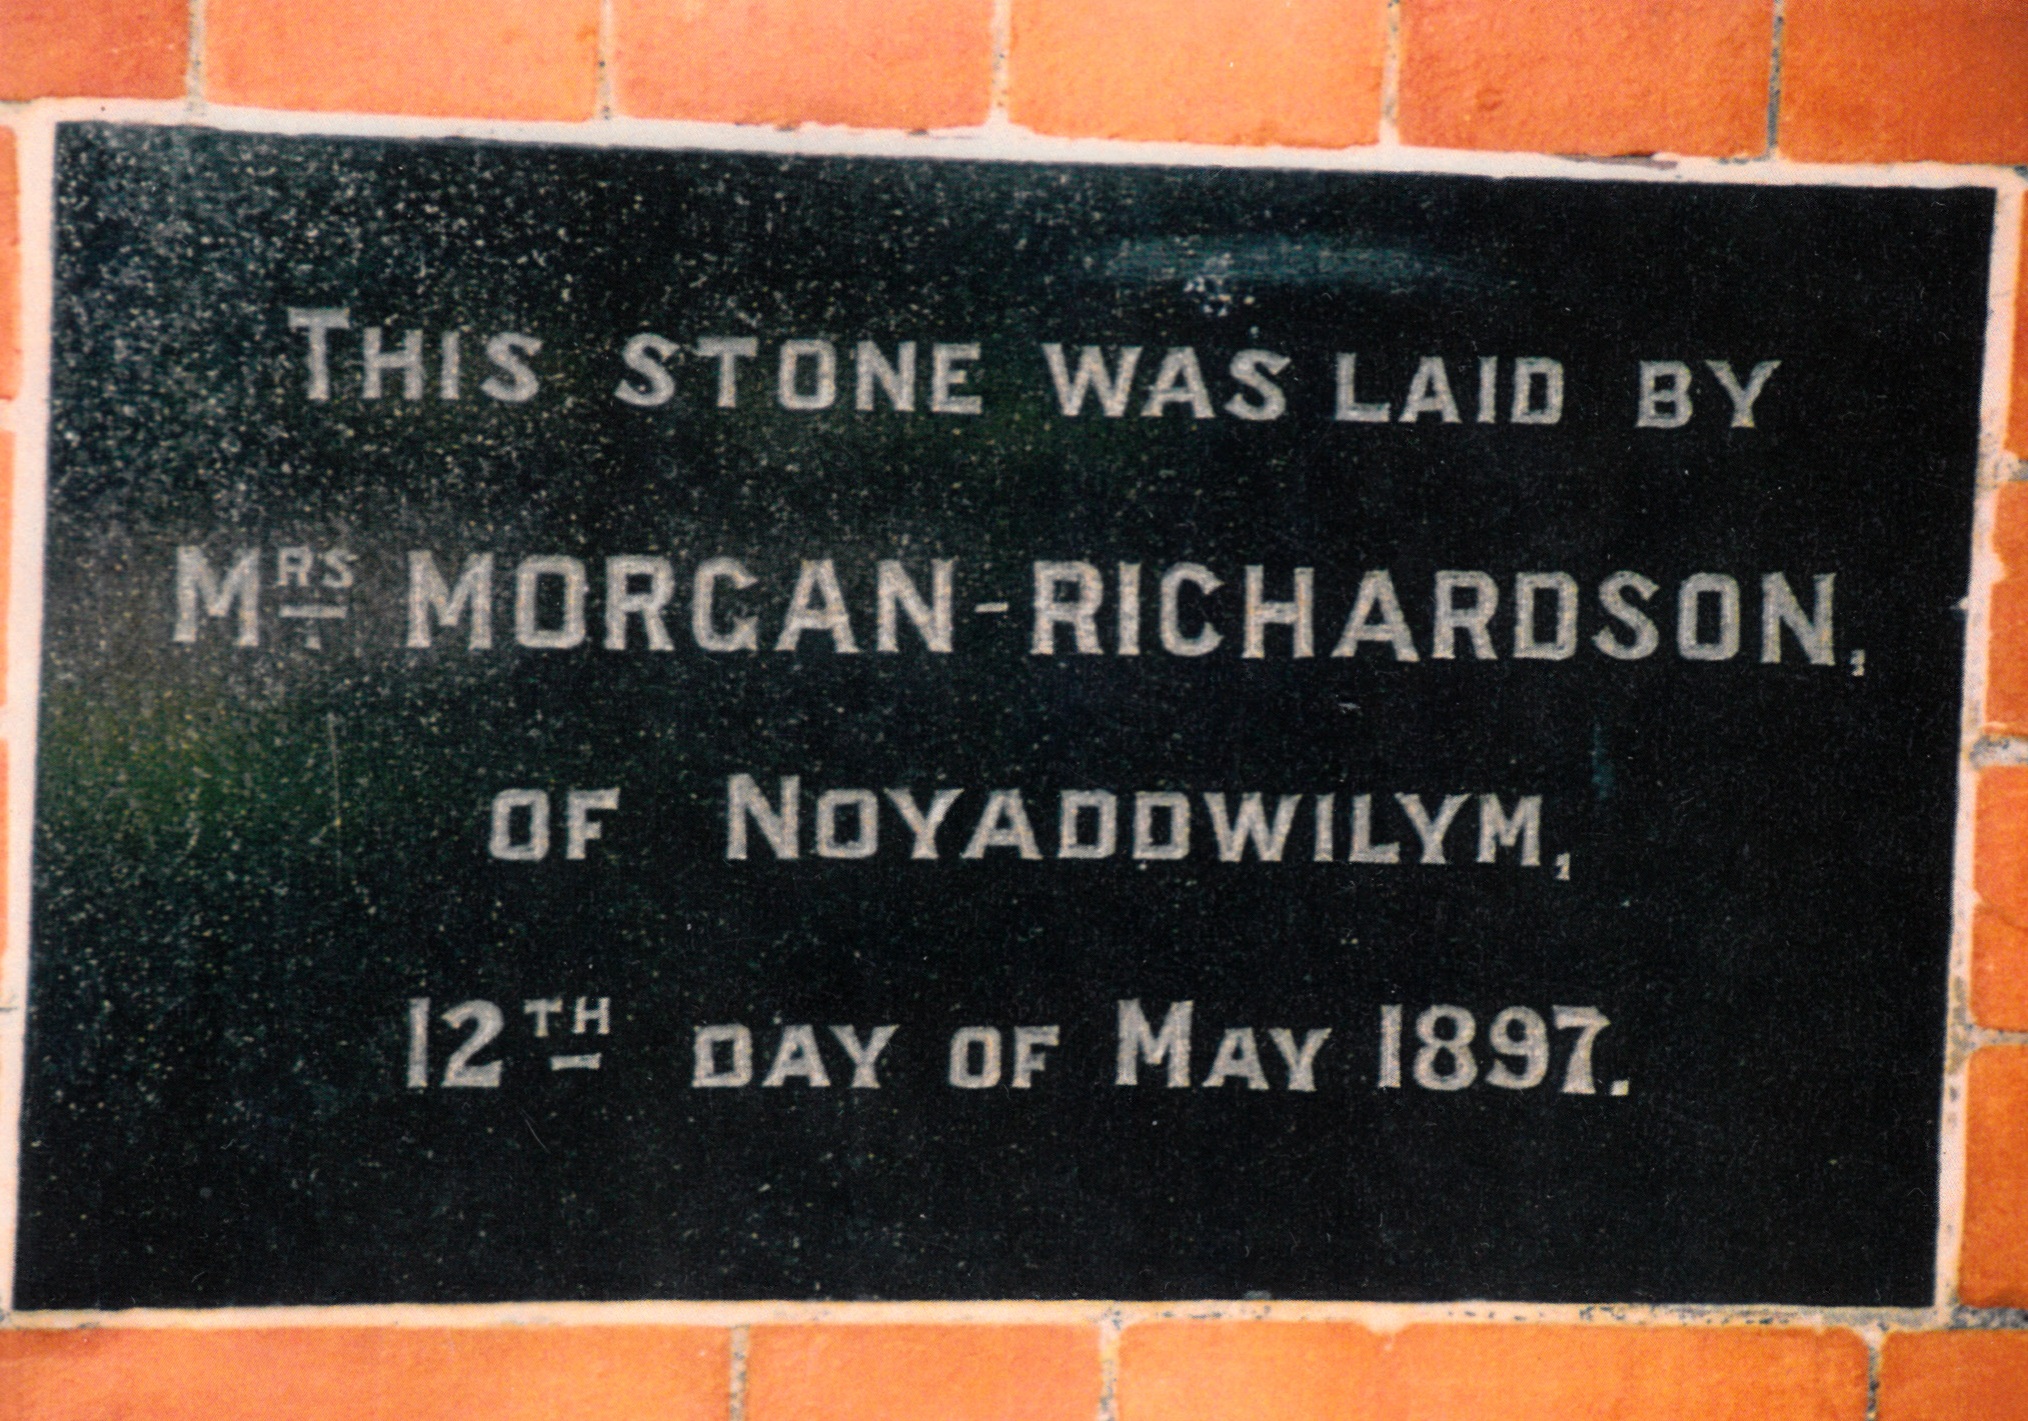 THIS STONE WAS LAID BY
MRS MORGAN-RICHARDSON,
OF NOYADDWILYM,
12TH DAY OF MAY 1897.